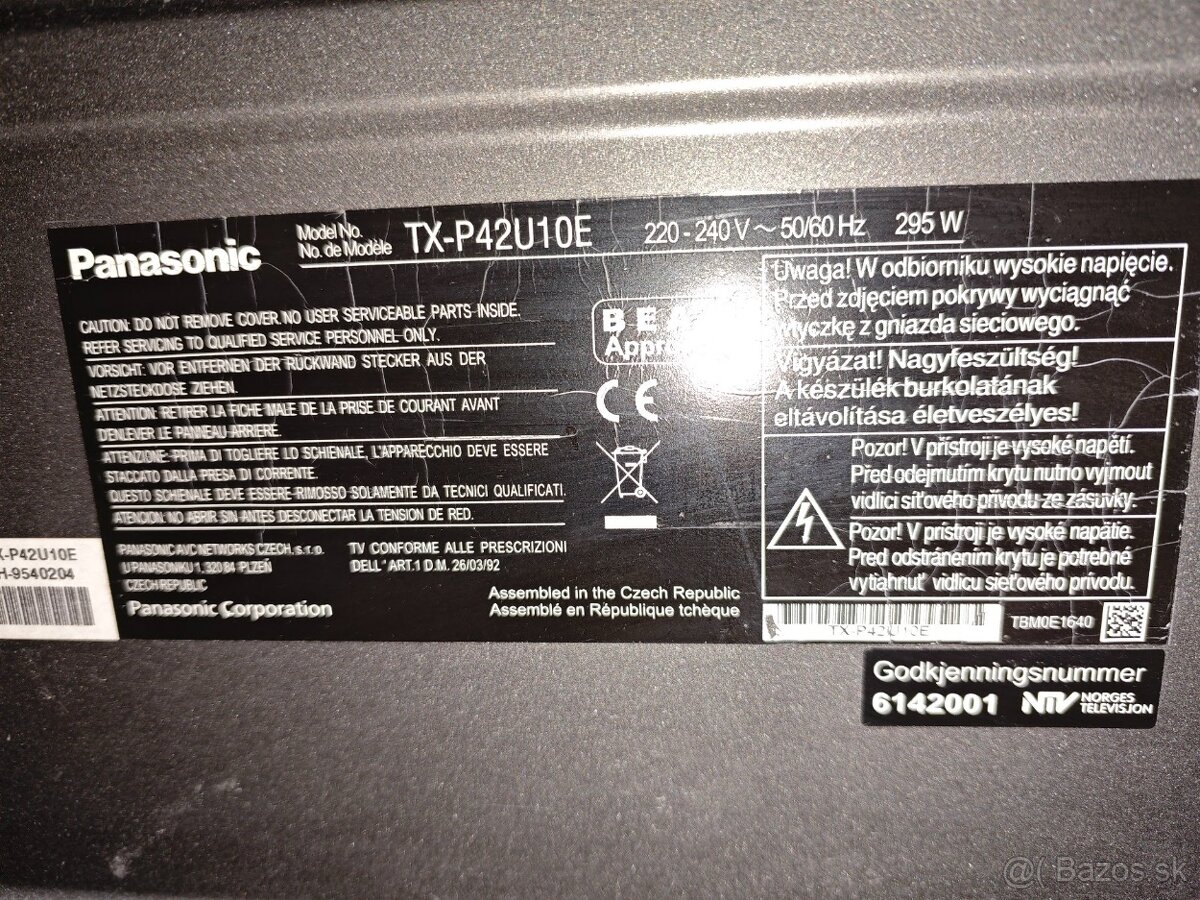 Panasonic
Model No.
No. de Modèle
TX-P42U10E
220 - 240 V ~ 50/60 Hz 295 W
CAUTION: DO NOT REMOVE COVER. NO USER SERVICEABLE PARTS INSIDE.
REFER SERVICING TO QUALIFIED SERVICE PERSONNEL ONLY.
VORSICHT: VOR ENTFERNEN DER RÜCKWAND STECKER AUS DER
NETZSTECKDOSE ZIEHEN.
ATTENTION: RETIRER LA FICHE MALE DE LA PRISE DE COURANT AVANT
D'ENLEVER LE PANNEAU ARRIERE.
ATTENZIONE: PRIMA DI TOGLIERE LO SCHIENALE, L'APPARECCHIO DEVE ESSERE
STACCATO DALLA PRESA DI CORRENTE.
QUESTO SCHIENALE DEVE ESSERE RIMOSSO SOLAMENTE DA TECNICI QUALIFICATI.
ATENCION: NO ABRIR SIN ANTES DESCONECTAR LA TENSION DE RED.
PANASONIC AVC NETWORKS CZECH, s.r.o.
U PANASONIKU 1, 320 84 PLZEŇ
CZECH REPUBLIC
Panasonic Corporation
TV CONFORME ALLE PRESCRIZIONI
DELL' ART.1 D.M. 26/03/92
Assembled in the Czech Republic
Assemblé en République tchèque
CE
Uwaga! W odbiorniku wysokie napięcie.
Przed zdjęciem pokrywy wyciągnąć
wtyczkę z gniazda sieciowego.
Vigyázat! Nagyfeszültség!
A készülék burkolatának
eltávolítása életveszélyes!
Pozor! V přístroji je vysoké napětí.
Před odejmutím krytu nutno vyjmout
vidlici síťového přívodu ze zásuvky.
Pozor! V prístroji je vysoké napätie.
Pred odstránením krytu je potrebné
vytiahnuť vidlicu sieťového prívodu.
TX-P42U10E
TBM0E1640
X-P42U10E
H-9540204
Godkjenningsnummer
6142001 NTV NORGES
TELEVISJON
@( Bazos.sk